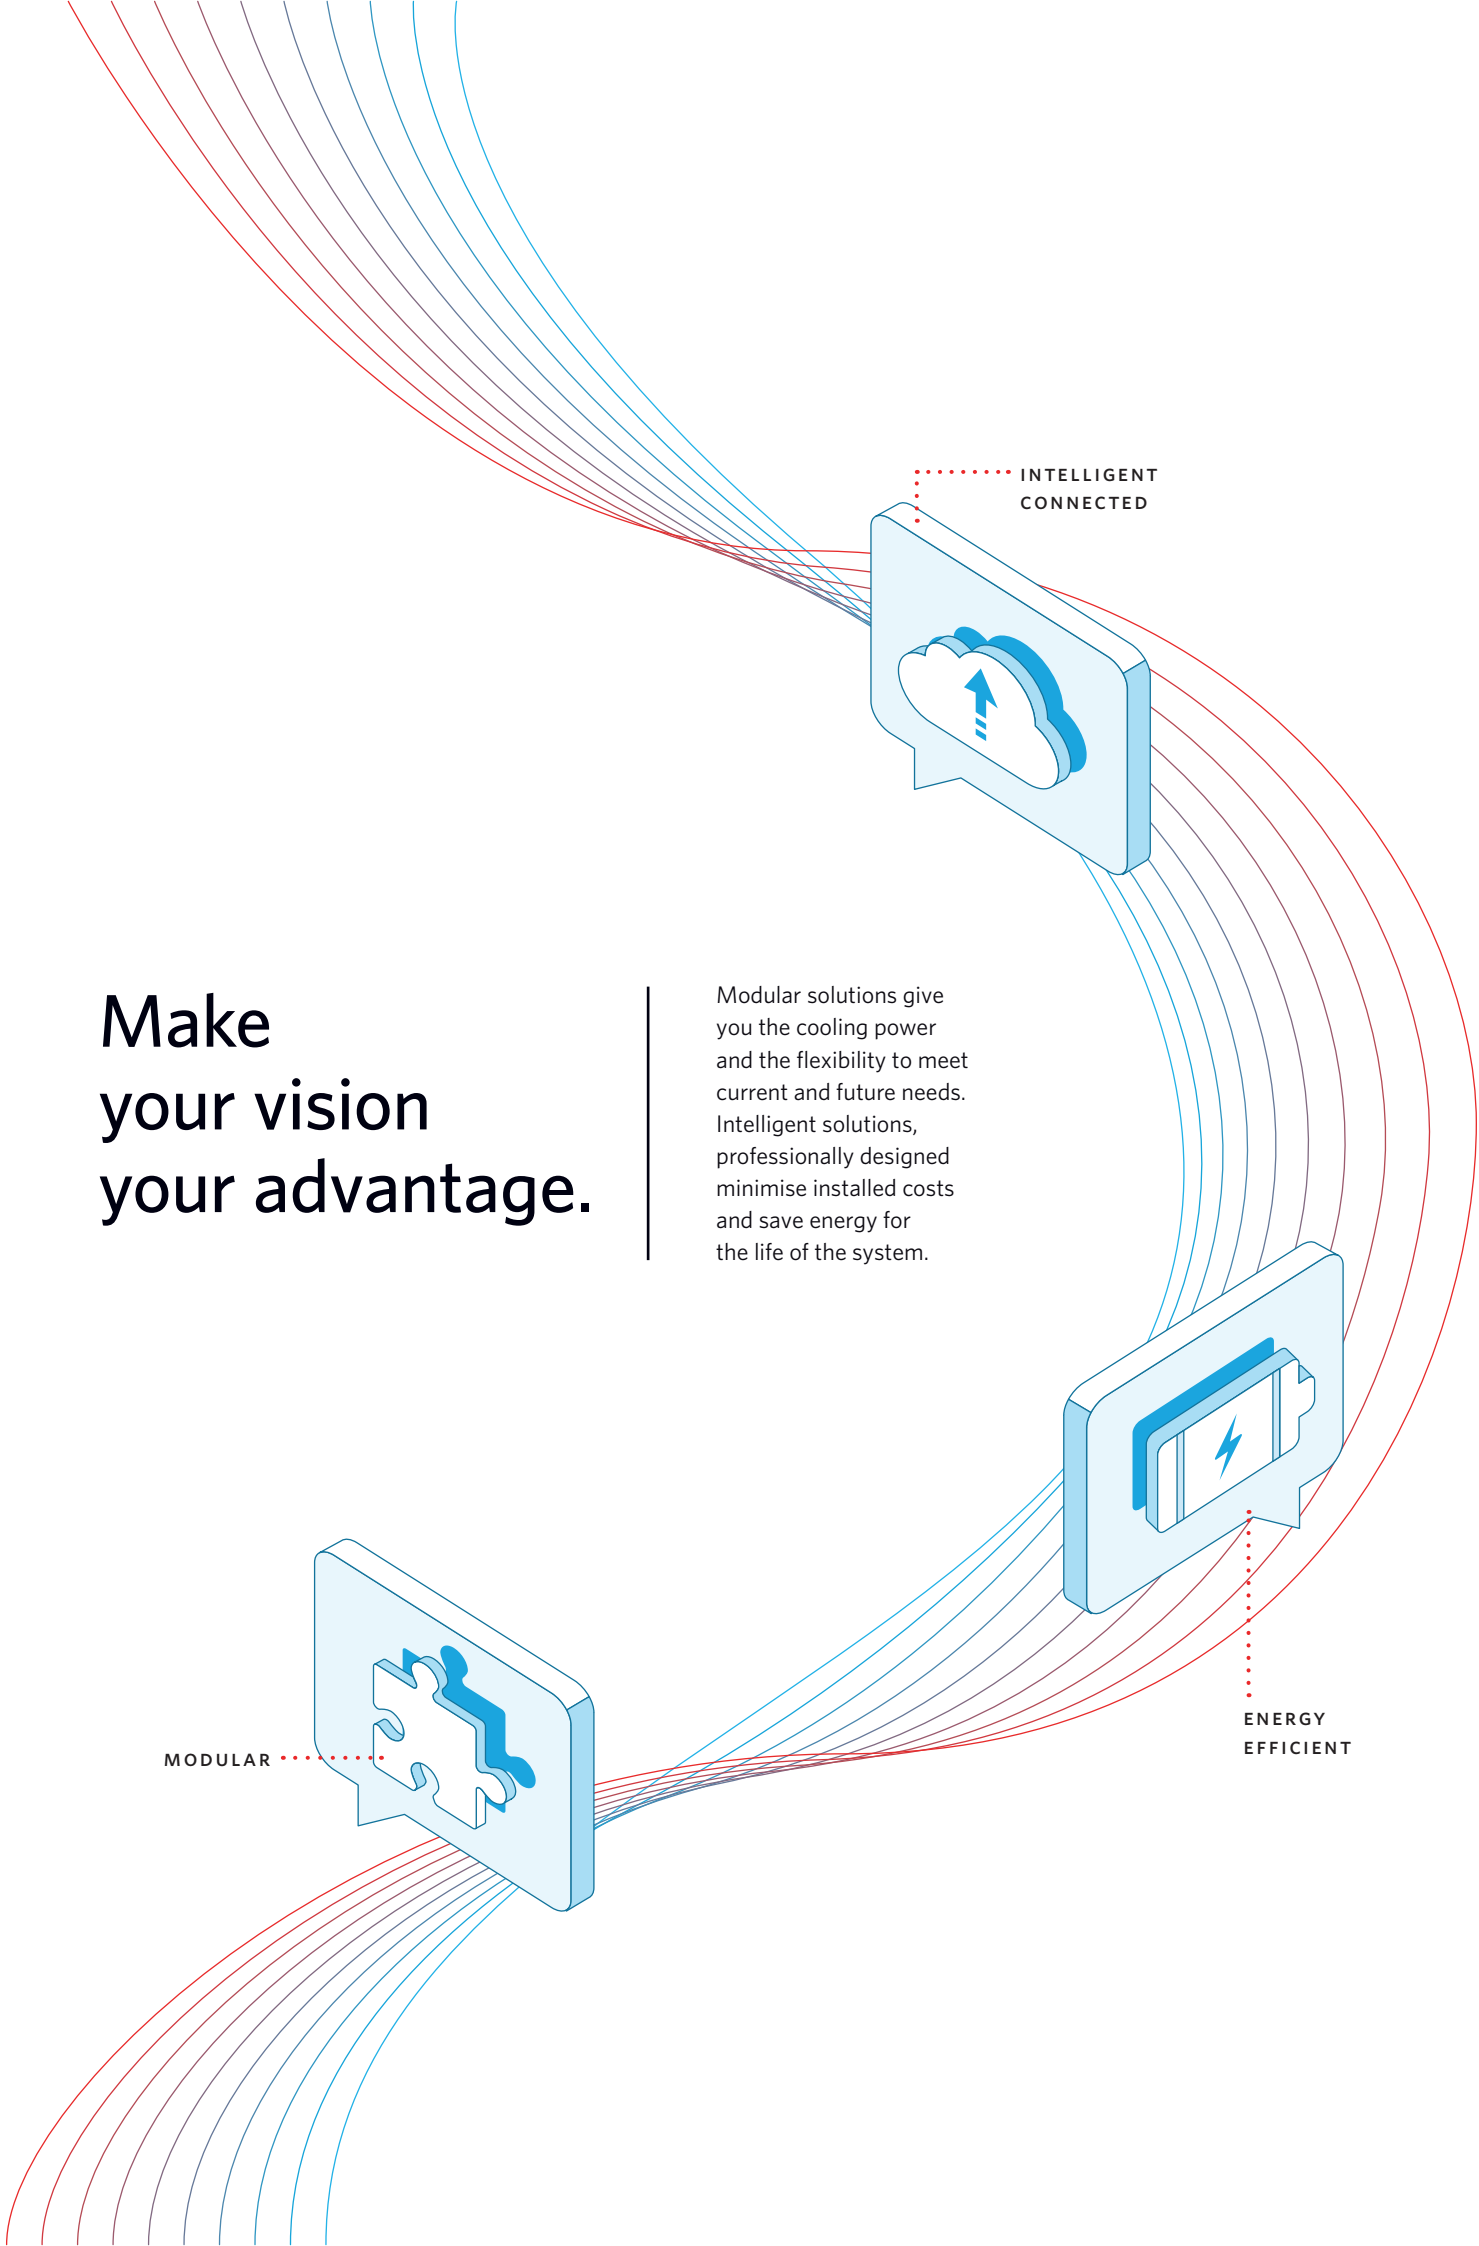 INTELLIGENT
CONNECTED
Make
your vision
your advantage.
Modular solutions give
you the cooling power
and the flexibility to meet
current and future needs.
Intelligent solutions,
professionally designed
minimise installed costs
and save energy for
the life of the system.
ENERGY
EFFICIENT
MODULAR